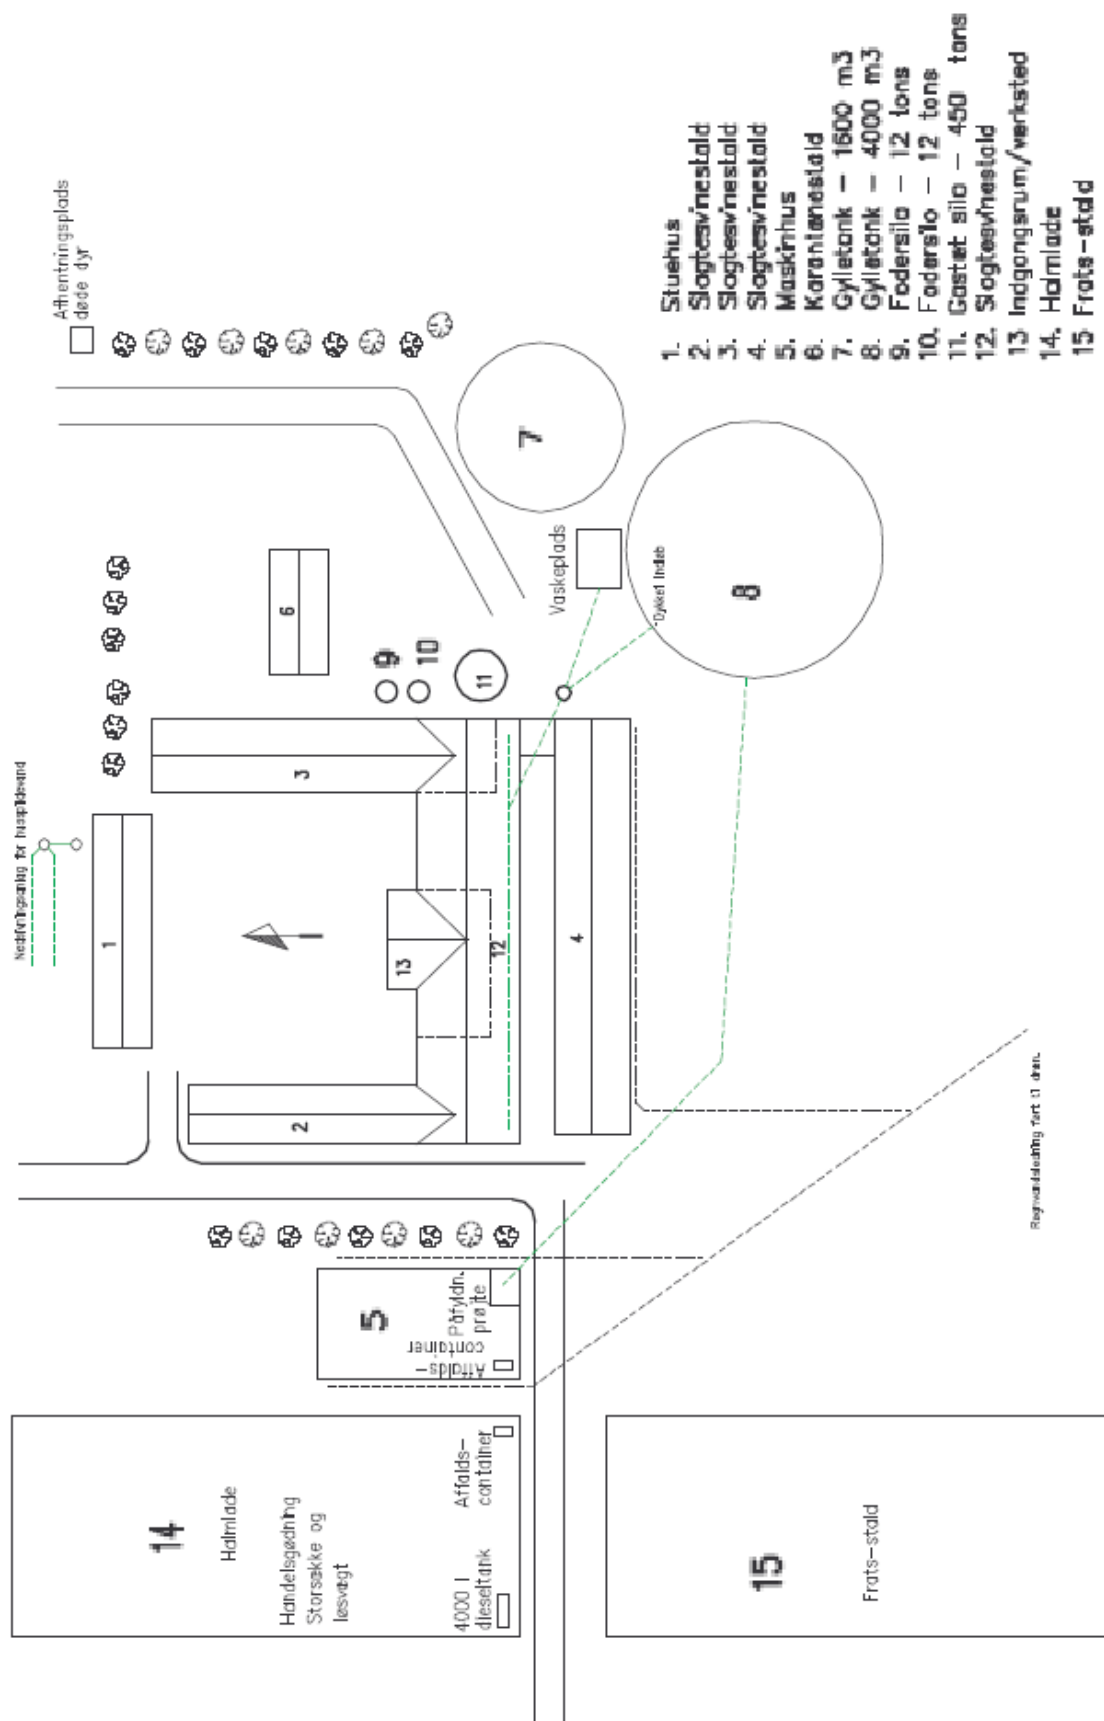 Afhentningsplads
døde dyr
Nedsivningsanlæg for husspildevand
1
2
3
6
9
10
11
7
8
Vaskeplads
Dykket indløb
12
13
4
5
Påfyldn.
prøjte
Affalds-
container
14
Halmlade
Handelsgødning
Storsække og
løsvægt
4000 l
dieseltank
Affalds-
container
15
Frats-stald
Regnvandsledning ført til dræn.
1. Stuehus
2. Slagtesvinestald
3. Slagtesvinestald
4. Slagtesvinestald
5. Maskinhus
6. Karantænestald
7. Gylletank - 1600 m3
8. Gylletank - 4000 m3
9. Fodersilo - 12 tons
10. Fodersilo - 12 tons
11. Gastæt silo - 450 tons
12. Slagtesvinestald
13 Indgangsrum/værksted
14. Halmlade
15 Frats-stald